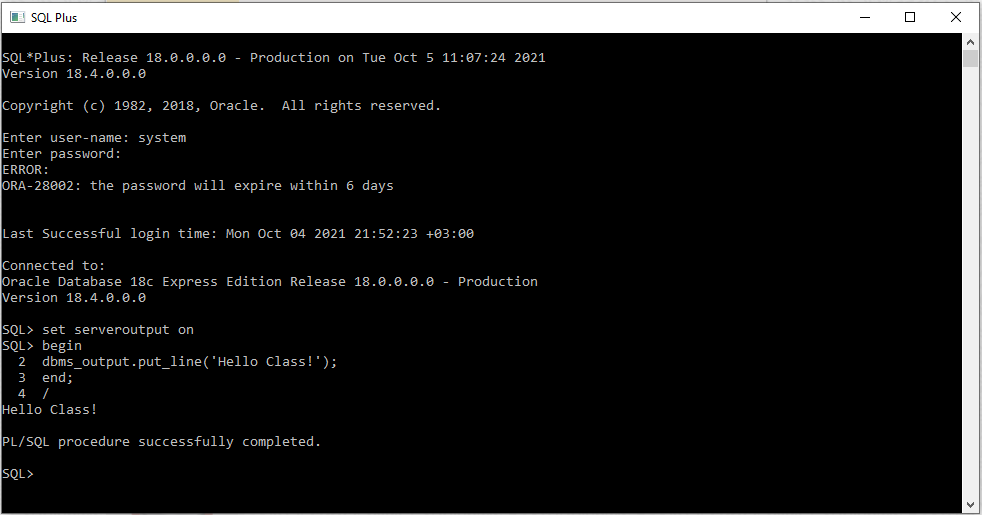 SQL Plus
SQL*Plus: Release 18.0.0.0.0 - Production on Tue Oct 5 11:07:24 2021
Version 18.4.0.0.0
Copyright (c) 1982, 2018, Oracle.  All rights reserved.
Enter user-name: system
Enter password:
ERROR:
ORA-28002: the password will expire within 6 days
Last Successful login time: Mon Oct 04 2021 21:52:23 +03:00
Connected to:
Oracle Database 18c Express Edition Release 18.0.0.0.0 - Production
Version 18.4.0.0.0
SQL> set serveroutput on
SQL> begin
  2  dbms_output.put_line('Hello Class!');
  3  end;
  4  /
Hello Class!
PL/SQL procedure successfully completed.
SQL>